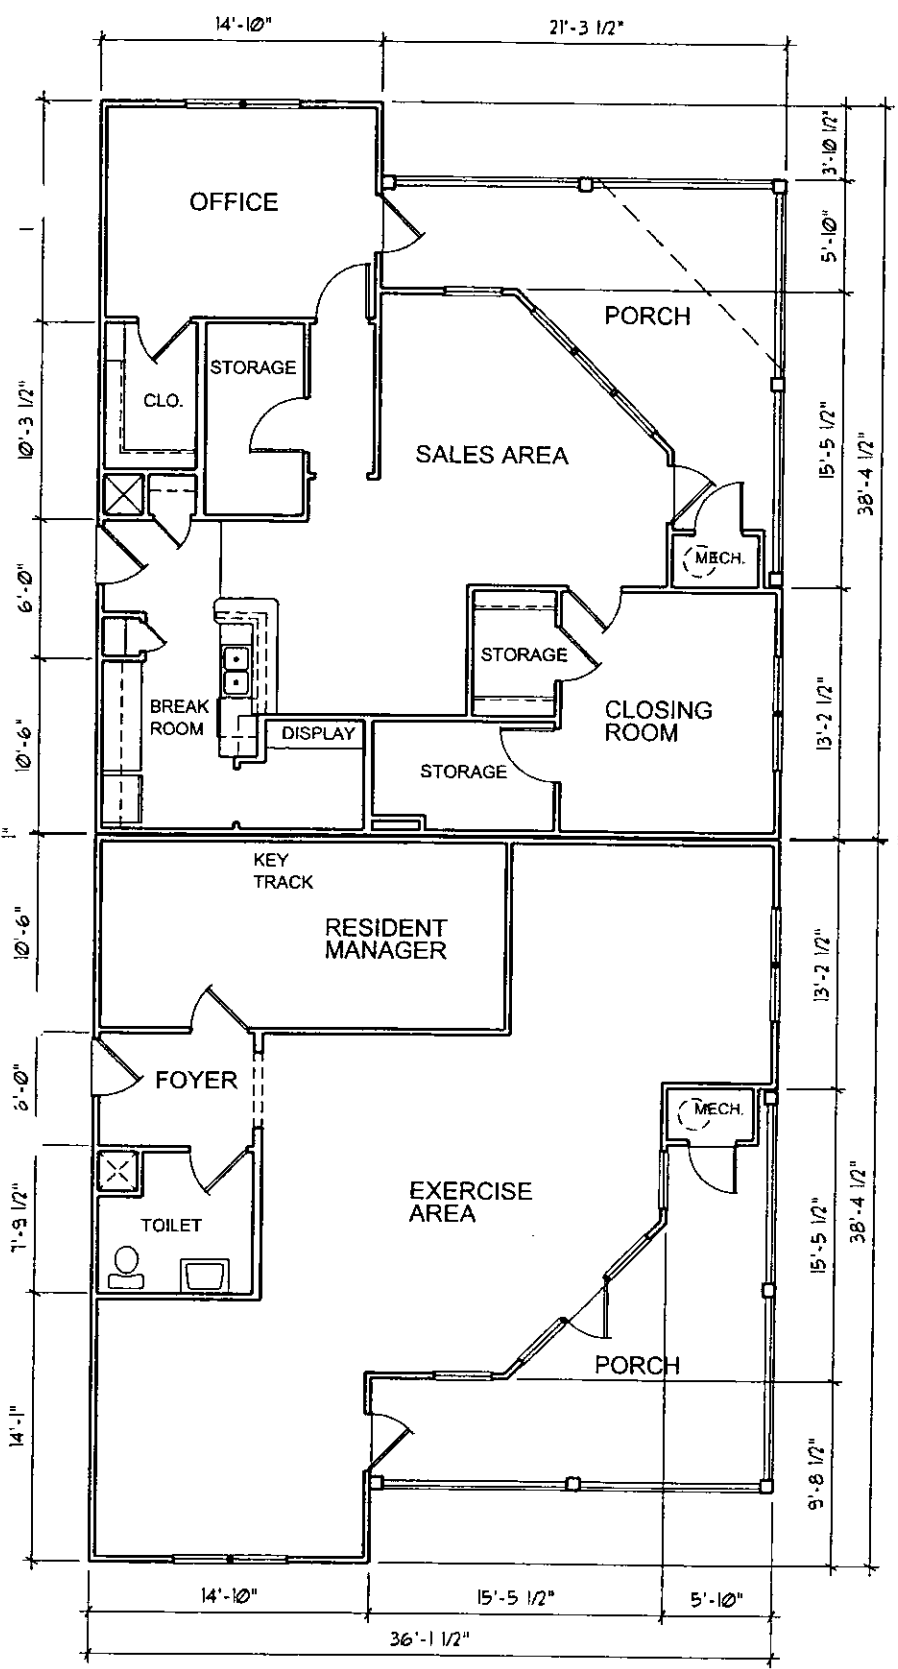 14'-10"
21'-3 1/2"
3'-10 1/2"
OFFICE
5'-10"
PORCH
STORAGE
CLO.
10'-3 1/2"
SALES AREA
15'-5 1/2"
38'-4 1/2"
MECH.
6'-0"
STORAGE
BREAK
ROOM
CLOSING
ROOM
13'-2 1/2"
DISPLAY
10'-6"
STORAGE
1"
KEY
TRACK
RESIDENT
MANAGER
10'-6"
13'-2 1/2"
FOYER
6'-0"
MECH.
EXERCISE
AREA
38'-4 1/2"
7'-9 1/2"
TOILET
15'-5 1/2"
PORCH
14'-1"
9'-8 1/2"
14'-10"
15'-5 1/2"
5'-10"
36'-1 1/2"